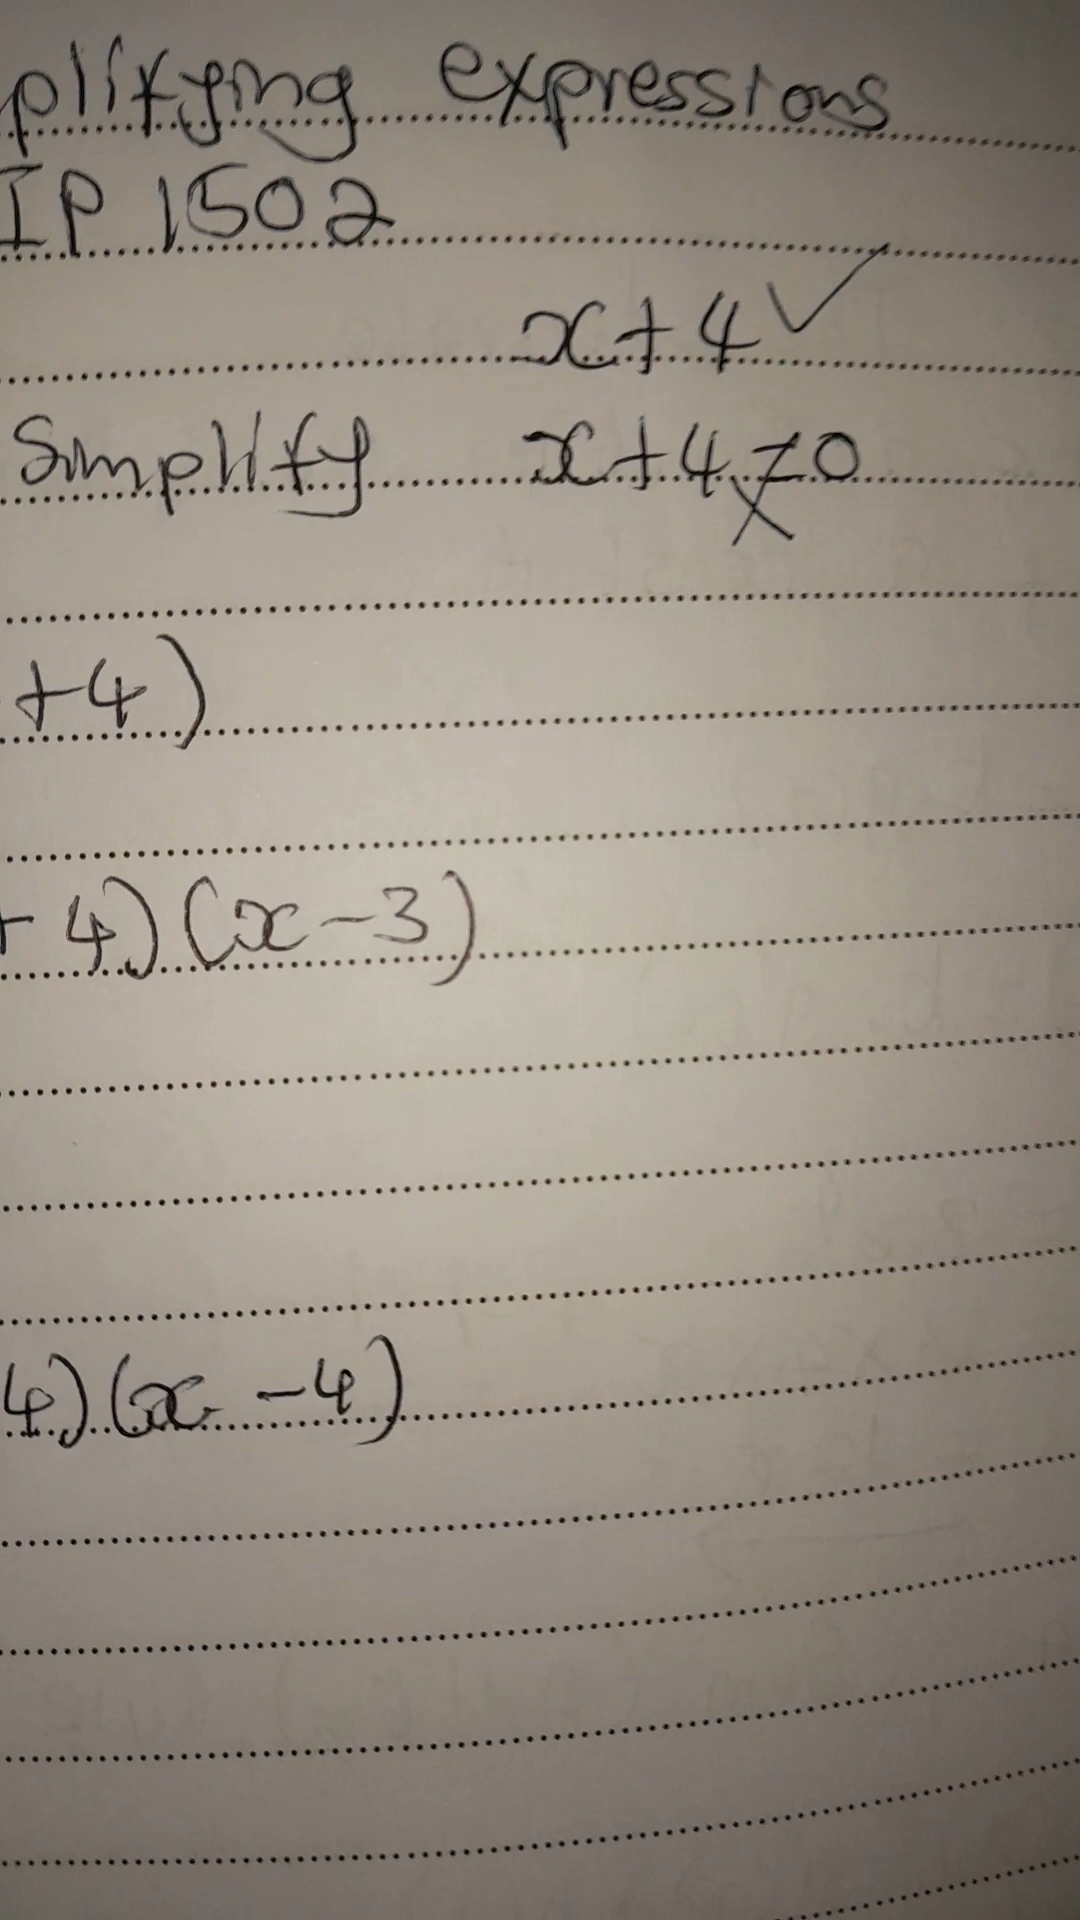 plifying expressions
IP 1502
x+4 ✓
Simplify x+4=0
+4)
+ 4)(x-3)
4)(x-4)